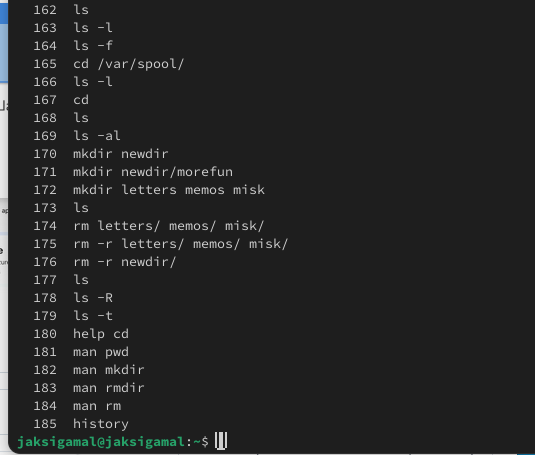 162 ls
163 ls -l
164 ls -f
165 cd /var/spool/
166 ls -l
167 cd
168 ls
169 ls -al
170 mkdir newdir
171 mkdir newdir/morefun
172 mkdir letters memos misk
173 ls
174 rm letters/ memos/ misk/
175 rm -r letters/ memos/ misk/
176 rm -r newdir/
177 ls
178 ls -R
179 ls -t
180 help cd
181 man pwd
182 man mkdir
183 man rmdir
184 man rm
185 history
jaksigamal@jaksigamal:~$